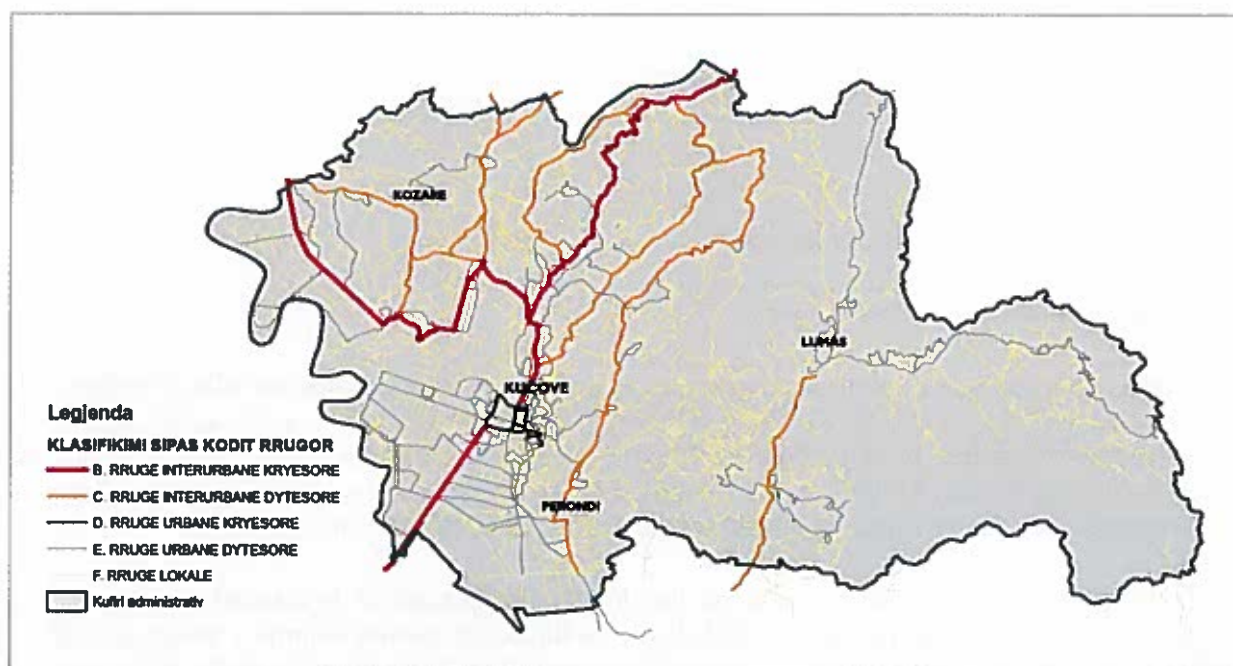 KOZARE
LUMAS
KUCOVE
PERONDI
Legjenda
KLASIFIKIMI SIPAS KODIT RRUGOR
B. RRUGE INTERURBANE KRYESORE
C. RRUGE INTERURBANE DYTESORE
D. RRUGE URBANE KRYESORE
E. RRUGE URBANE DYTESORE
F. RRUGE LOKALE
Kufiri administrativ